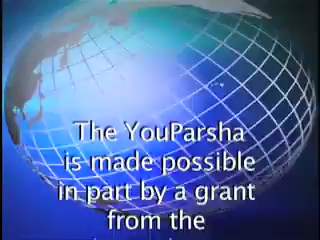 The YouParsha
is made possible
in part by a grant
from the